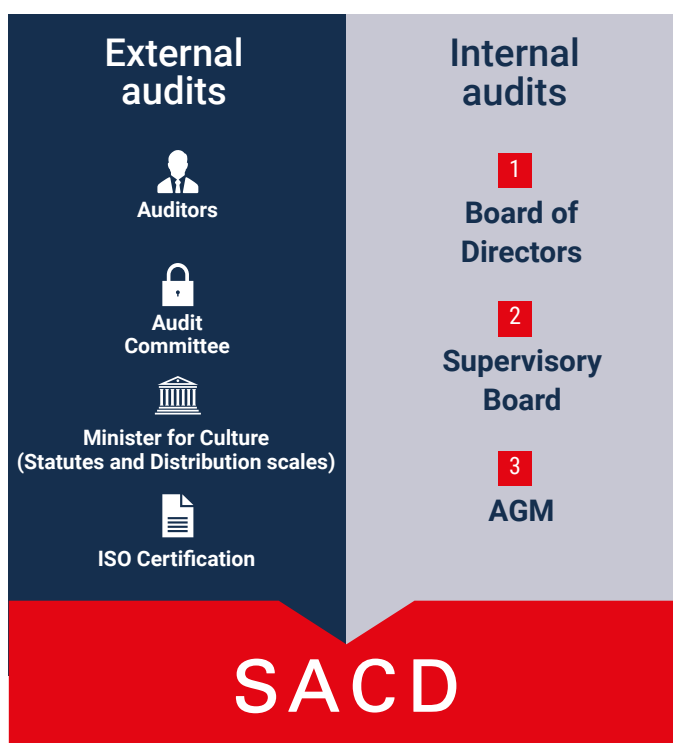 External
audits
Auditors
Audit
Committee
Minister for Culture
(Statutes and Distribution scales)
ISO Certification
Internal
audits
1
Board of
Directors
2
Supervisory
Board
3
AGM
SACD